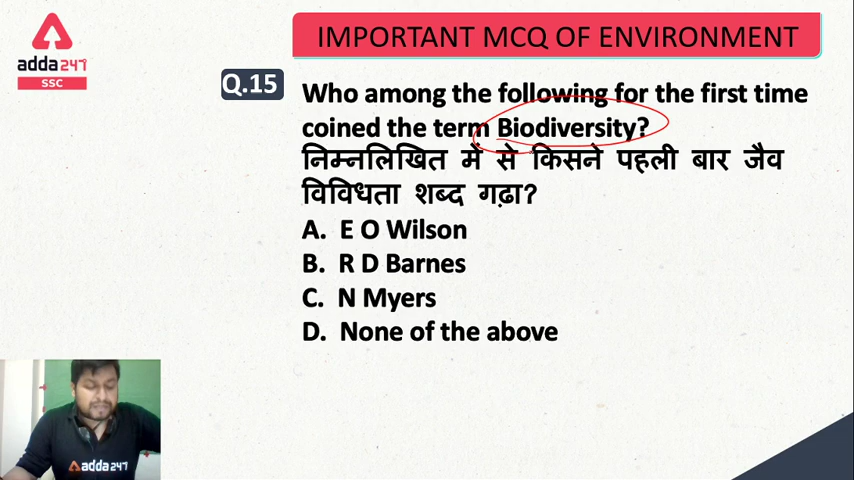 IMPORTANT MCQ OF ENVIRONMENT
adda247
SSC
Q.15
Who among the following for the first time
coined the term Biodiversity?
निम्नलिखित में से किसने पहली बार जैव
विविधता शब्द गढ़ा?
A. E O Wilson
B. R D Barnes
C. N Myers
D. None of the above
adda247